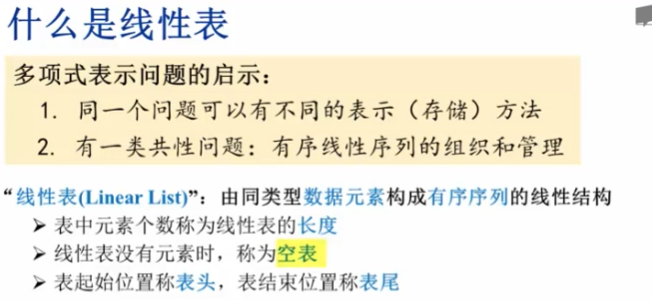 什么是线性表
多项式表示问题的启示：
1. 同一个问题可以有不同的表示（存储）方法
2. 有一类共性问题：有序线性序列的组织和管理
“线性表(Linear List)”：由同类型数据元素构成有序序列的线性结构
➢ 表中元素个数称为线性表的长度
➢ 线性表没有元素时，称为空表
➢ 表起始位置称表头，表结束位置称表尾